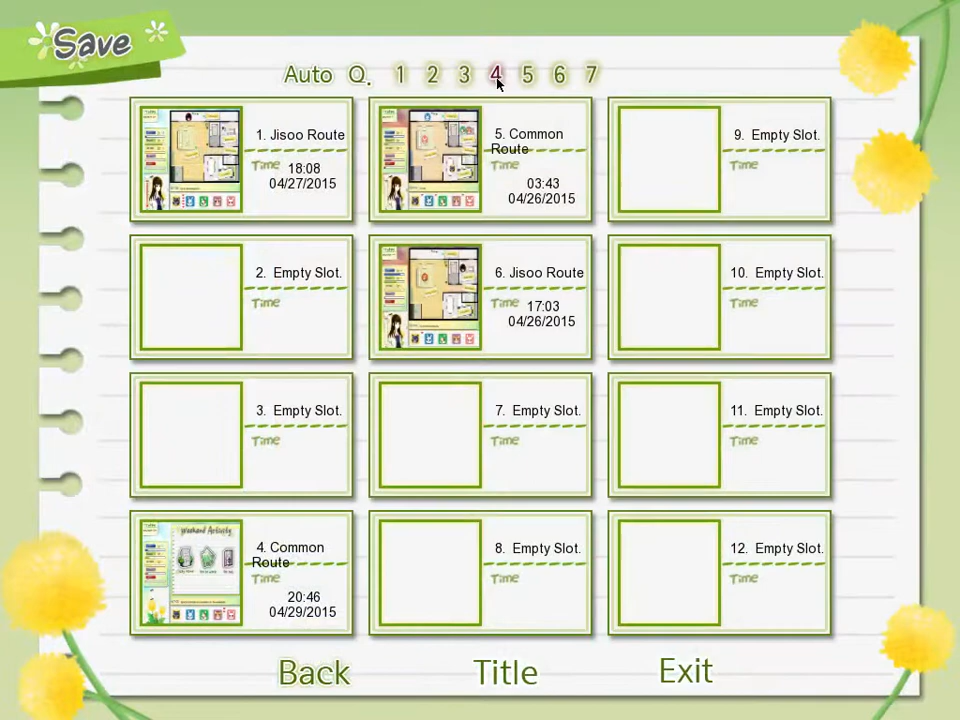 Save
Auto Q. 1 2 3 4 5 6 7
1. Jisoo Route
Time
18:08
04/27/2015
5. Common
Route
Time
03:43
04/26/2015
9. Empty Slot.
Time
2. Empty Slot.
Time
6. Jisoo Route
Time
17:03
04/26/2015
10. Empty Slot.
Time
3. Empty Slot.
Time
7. Empty Slot.
Time
11. Empty Slot.
Time
Weekend Activity
4. Common
Route
Time
20:46
04/29/2015
8. Empty Slot.
Time
12. Empty Slot.
Time
Back
Title
Exit